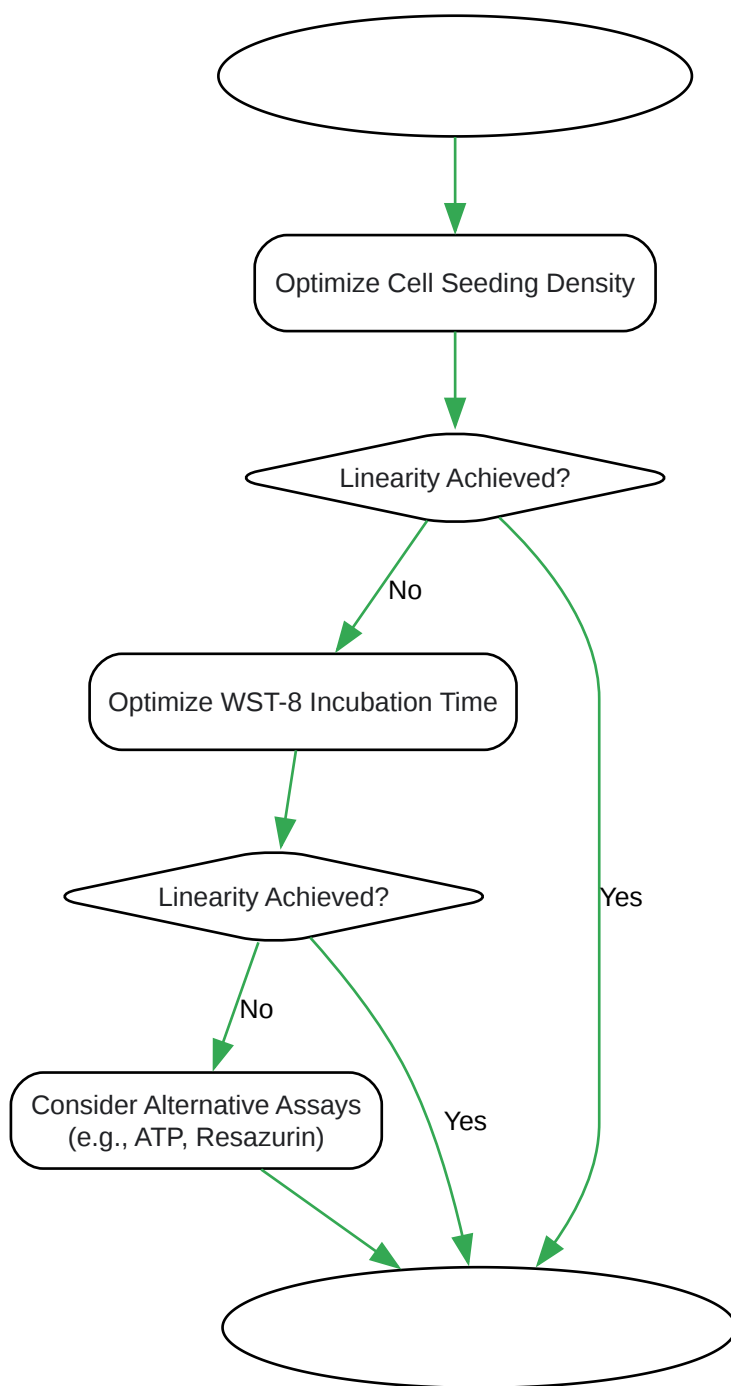 Optimize Cell Seeding Density
Linearity Achieved?
No
Optimize WST-8 Incubation Time
Linearity Achieved?
Yes
No
Consider Alternative Assays
(e.g., ATP, Resazurin)
Yes